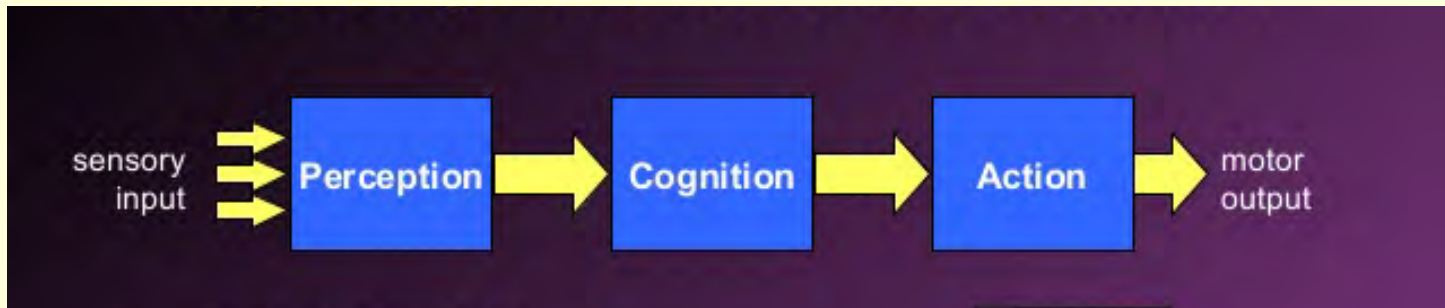 sensory
input
Perception
Cognition
Action
motor
output